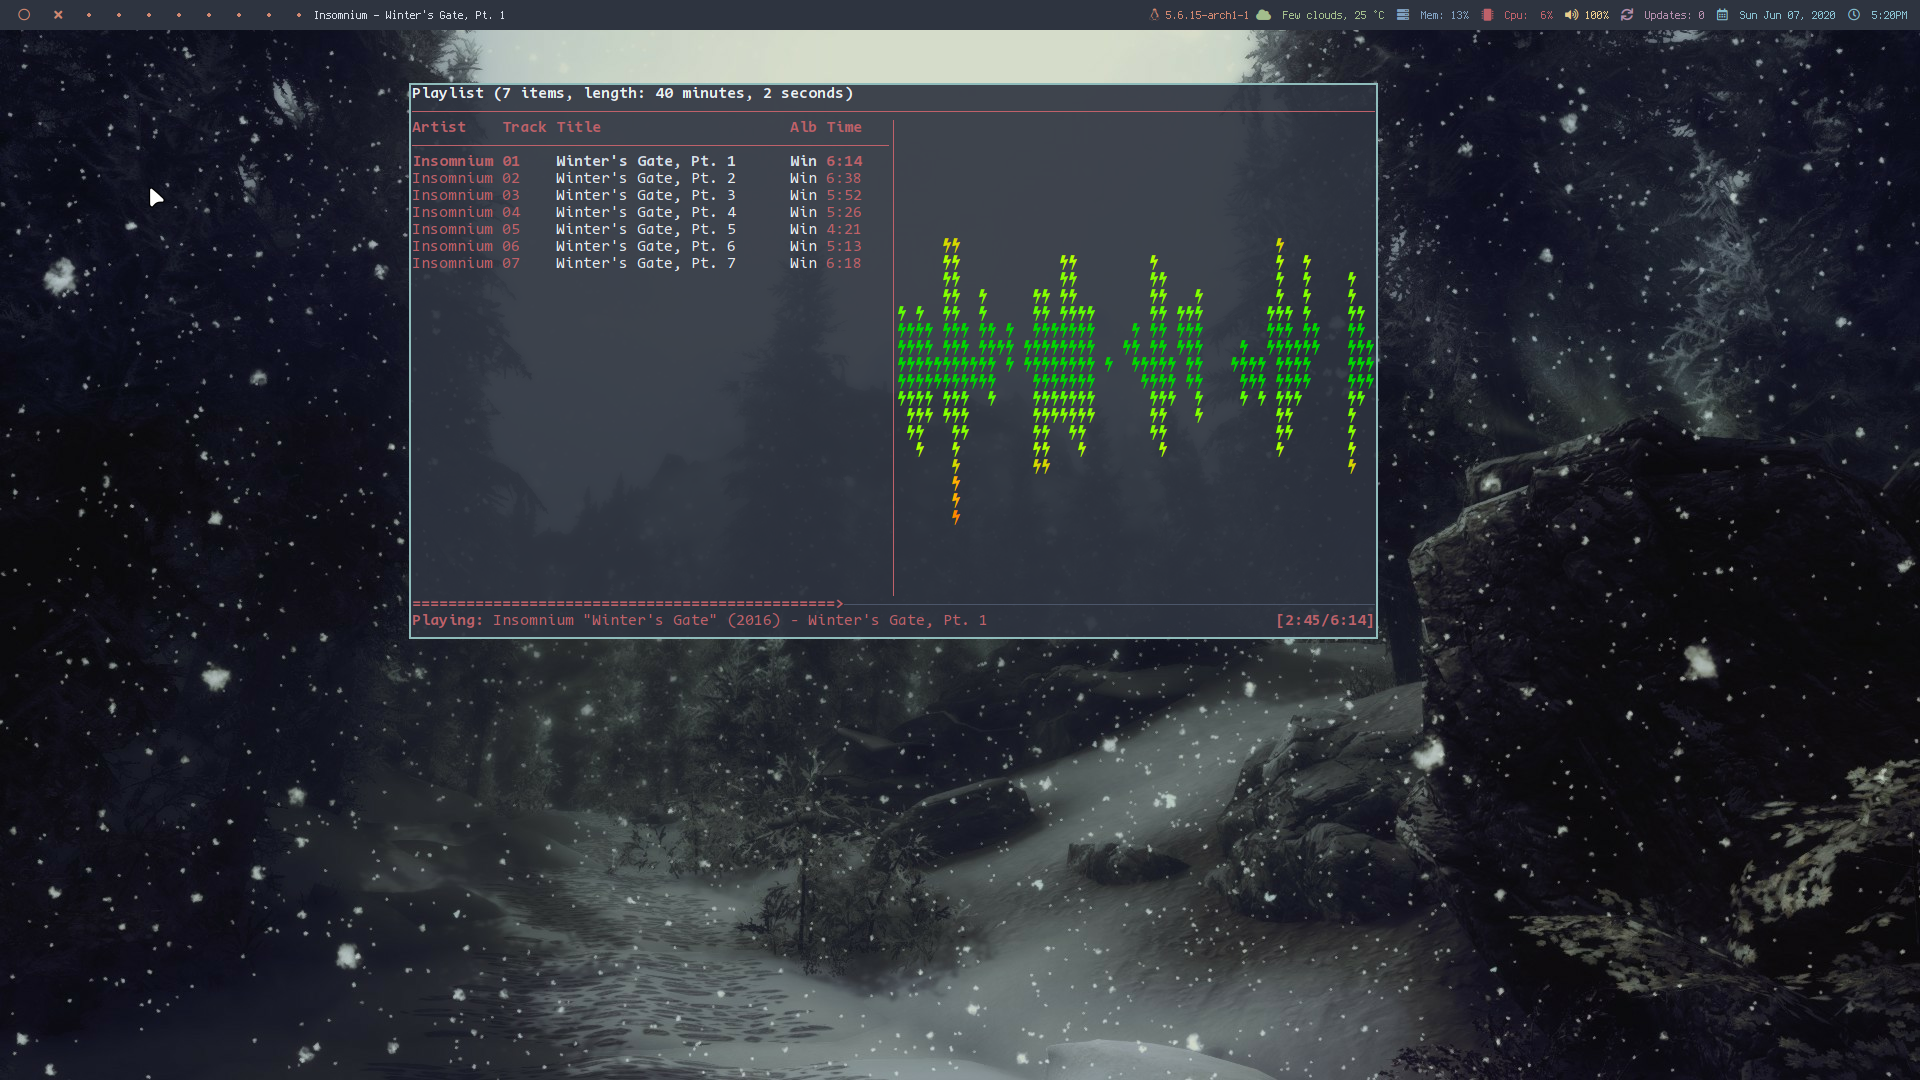 Insomnium - Winter's Gate, Pt. 1 5.6.15-arch1-1 Few clouds, 25 °C Mem: 13% Cpu: 6% 100% Updates: 0 Sun Jun 07, 2020 5:20PM
Playlist (7 items, length: 40 minutes, 2 seconds)
Artist Track Title Alb Time
Insomnium 01 Winter's Gate, Pt. 1 Win 6:14
Insomnium 02 Winter's Gate, Pt. 2 Win 6:38
Insomnium 03 Winter's Gate, Pt. 3 Win 5:52
Insomnium 04 Winter's Gate, Pt. 4 Win 5:26
Insomnium 05 Winter's Gate, Pt. 5 Win 4:21
Insomnium 06 Winter's Gate, Pt. 6 Win 5:13
Insomnium 07 Winter's Gate, Pt. 7 Win 6:18
Playing: Insomnium "Winter's Gate" (2016) - Winter's Gate, Pt. 1 [2:45/6:14]